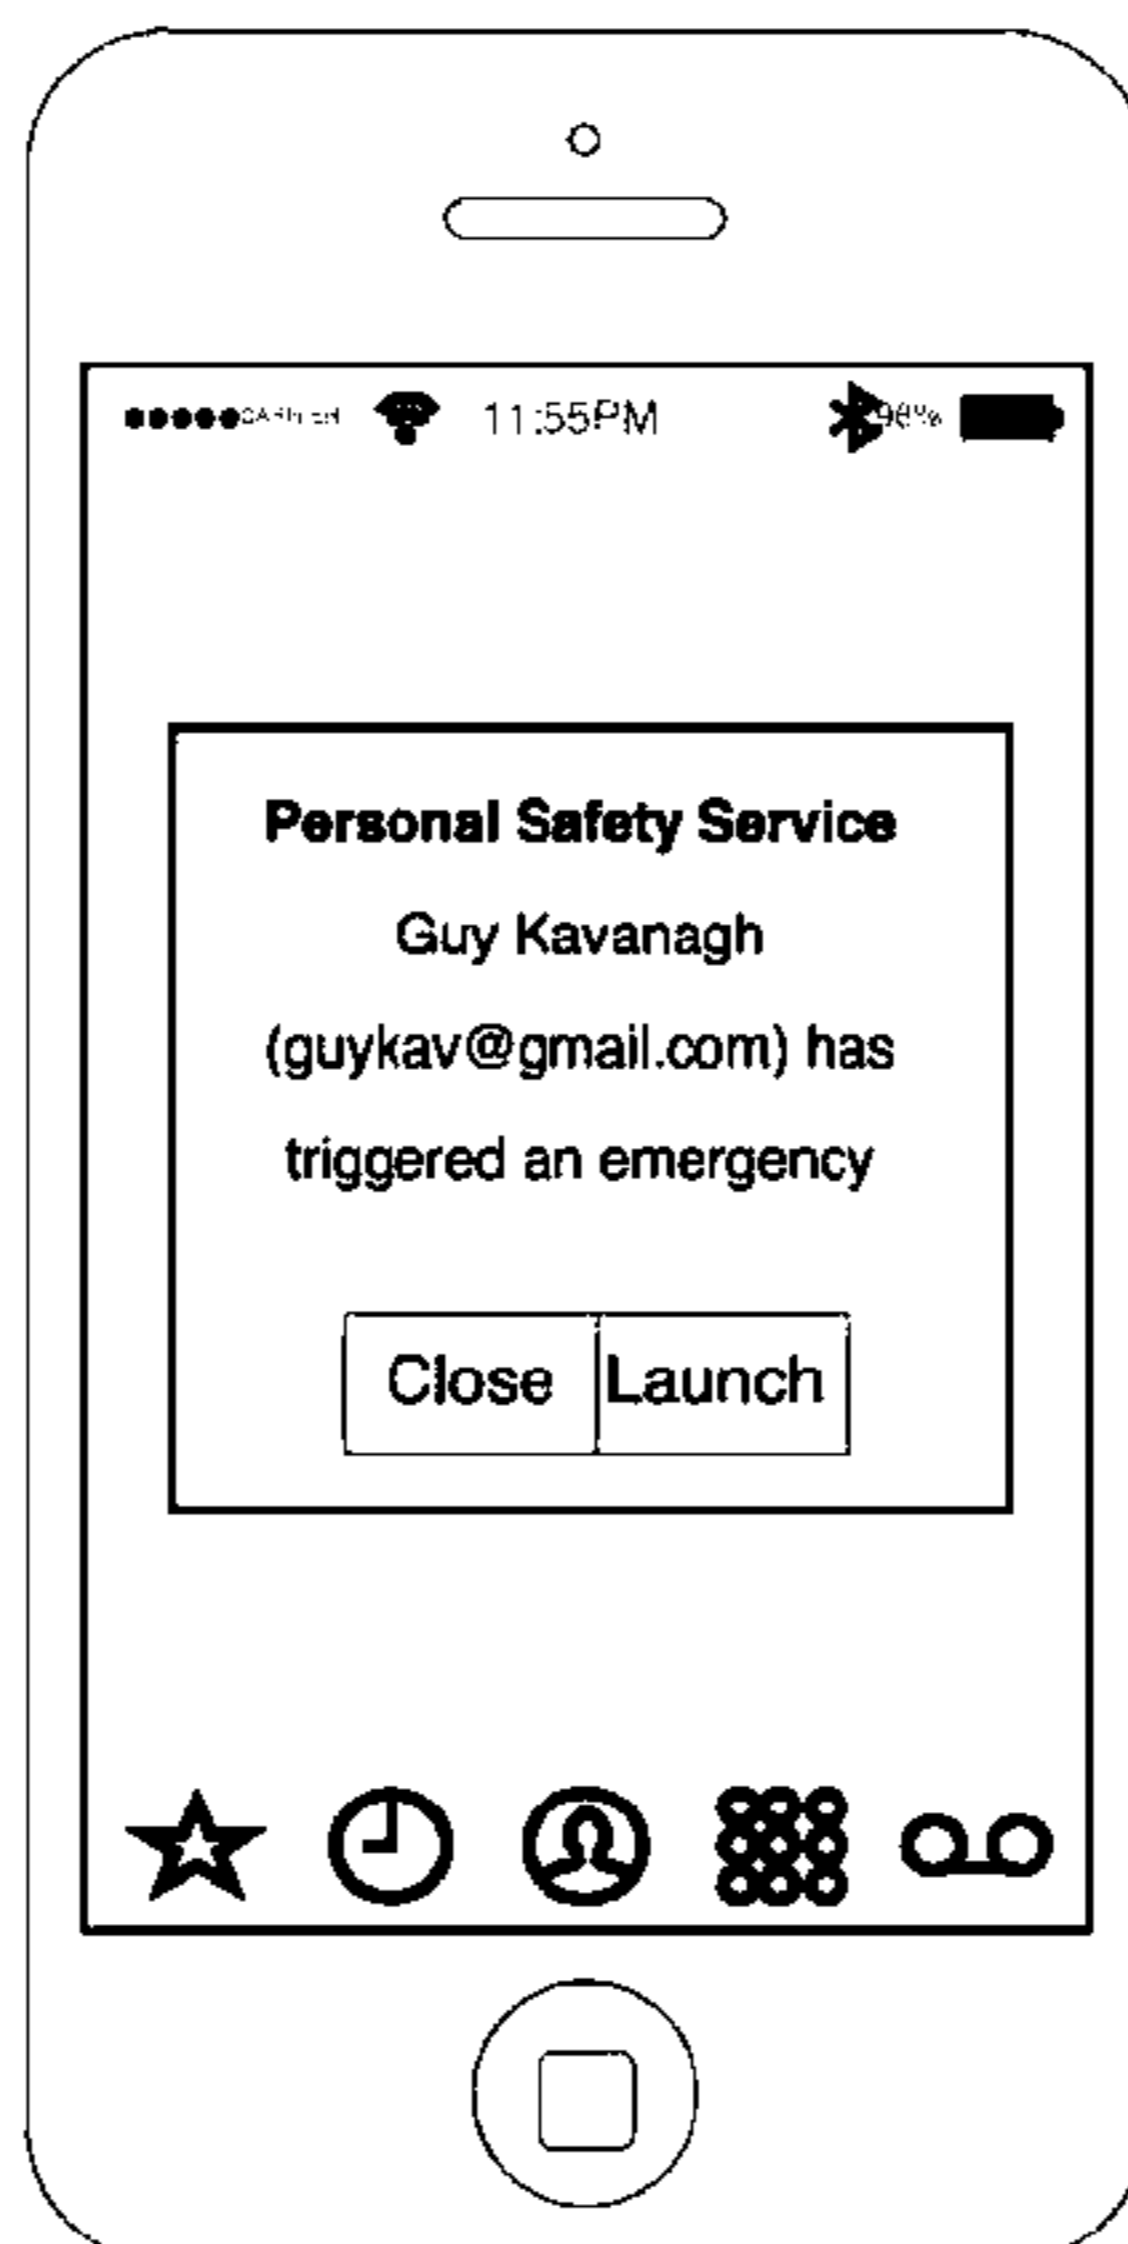 11:55PM
Personal Safety Service
Guy Kavanagh
(guykav@gmail.com) has
triggered an emergency
Close Launch